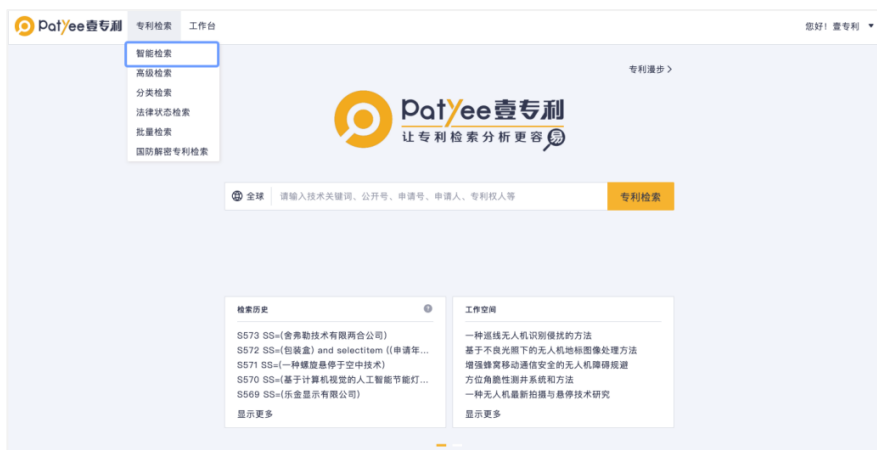 Patyee壹专利 专利检索 工作台 您好！壹专利
智能检索
高级检索
分类检索
法律状态检索
批量检索
国防解密专利检索
专利漫步
Patyee壹专利
让专利检索分析更容易
全球 请输入技术关键词、公开号、申请号、申请人、专利权人等 专利检索
检索历史
S573 SS=(舍弗勒技术有限两合公司)
S572 SS=(包装盒) and selectitem ((申请年...
S571 SS=(一种螺旋悬停于空中技术)
S570 SS=(基于计算机视觉的人工智能节能灯...
S569 SS=(乐金显示有限公司)
显示更多
工作空间
一种巡线无人机识别侵扰的方法
基于不良光照下的无人机地标图像处理方法
增强蜂窝移动通信安全的无人机障碍规避
方位角脆性测井系统和方法
一种无人机最新拍摄与悬停技术研究
显示更多